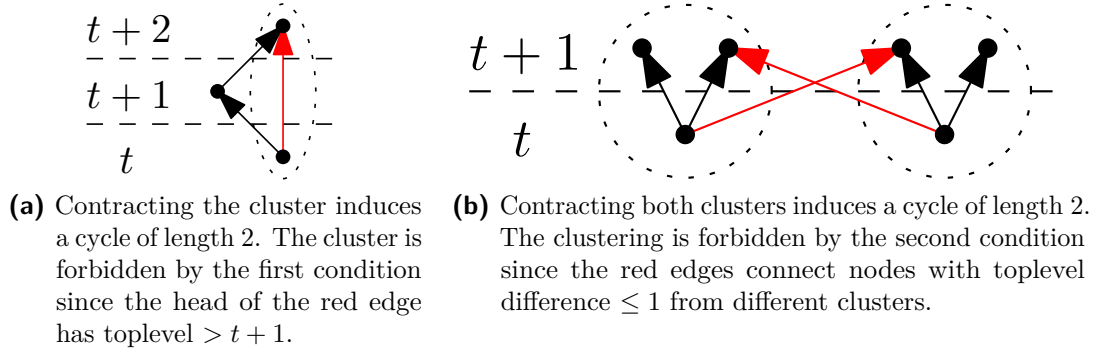 t + 2
t + 1
t
t + 1
t
(a) Contracting the cluster induces
a cycle of length 2. The cluster is
forbidden by the first condition
since the head of the red edge
has toplevel > t + 1.
(b) Contracting both clusters induces a cycle of length 2.
The clustering is forbidden by the second condition
since the red edges connect nodes with toplevel
difference ≤ 1 from different clusters.